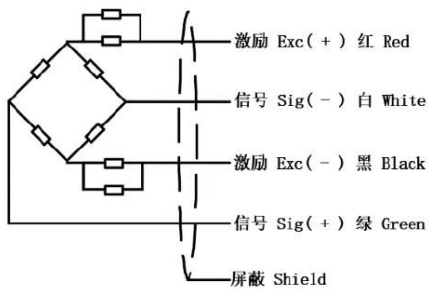 激励 Exc( + ) 红 Red
信号 Sig( - ) 白 White
激励 Exc( - ) 黑 Black
信号 Sig( + ) 绿 Green
屏蔽 Shield